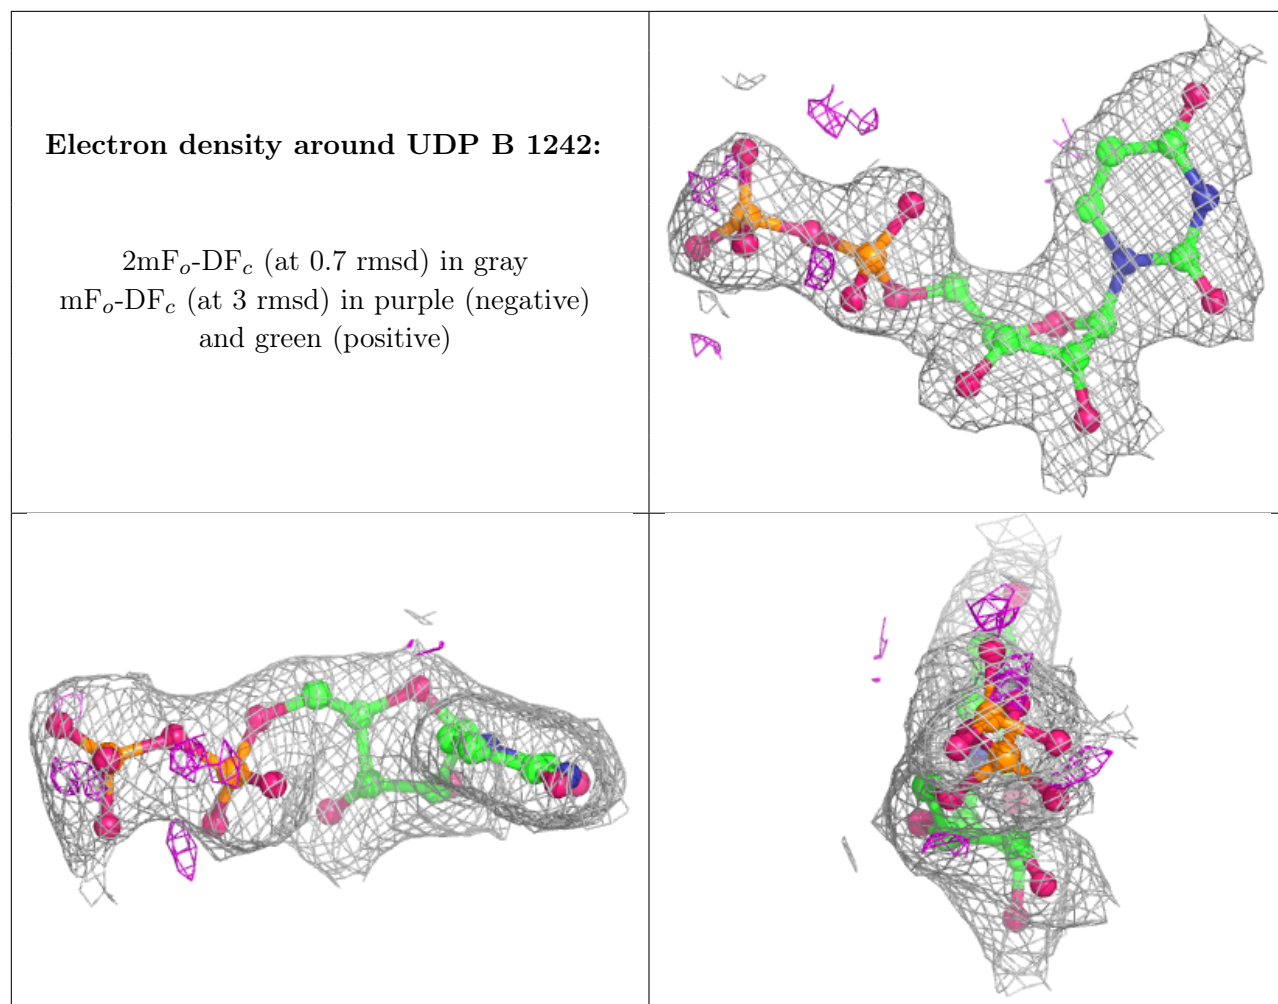 Electron density around UDP B 1242:
2mFo-DFc (at 0.7 rmsd) in gray
mFo-DFc (at 3 rmsd) in purple (negative)
and green (positive)